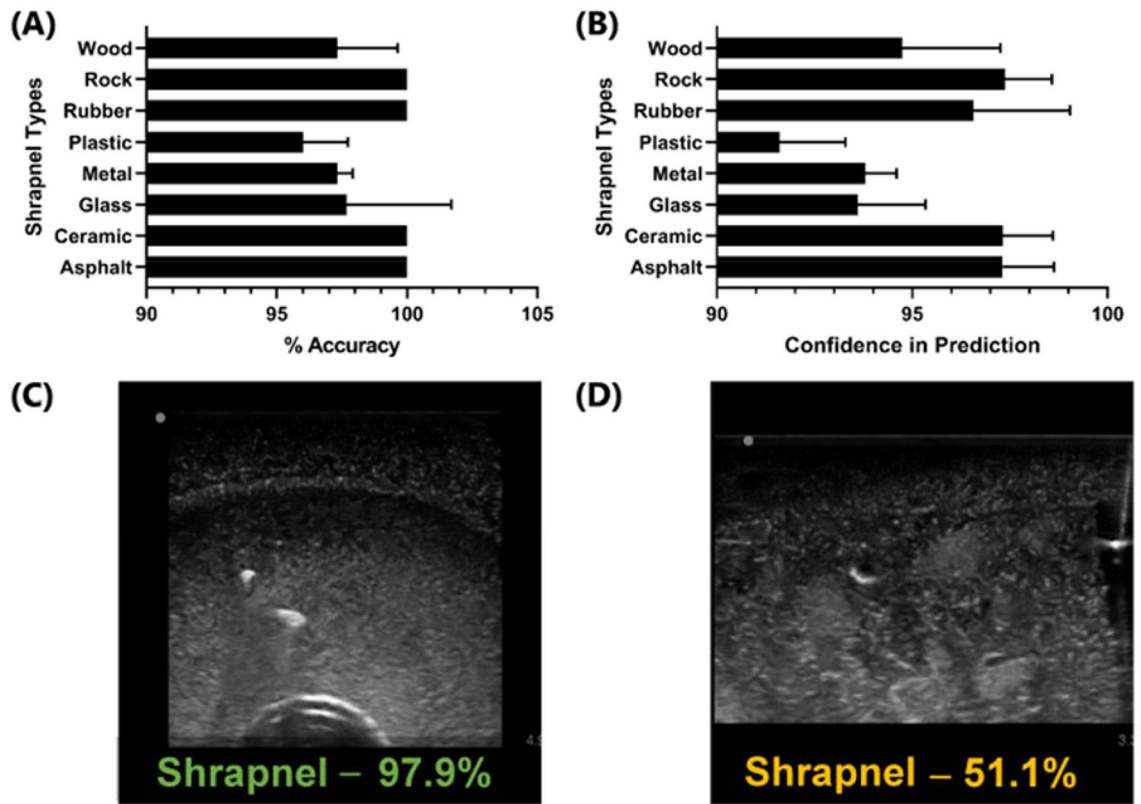 (A)
Shrapnel Types
Wood
Rock
Rubber
Plastic
Metal
Glass
Ceramic
Asphalt
90 95 100 105
% Accuracy
(B)
Shrapnel Types
Wood
Rock
Rubber
Plastic
Metal
Glass
Ceramic
Asphalt
90 95 100
Confidence in Prediction
(C)
Shrapnel – 97.9%
(D)
Shrapnel – 51.1%